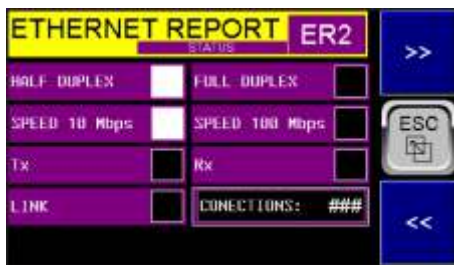 ETHERNET REPORT ER2
STATUS
>>
HALF DUPLEX FULL DUPLEX
SPEED 10 Mbps SPEED 100 Mbps
ESC
Tx Rx
LINK CONECTIONS: ###
<<